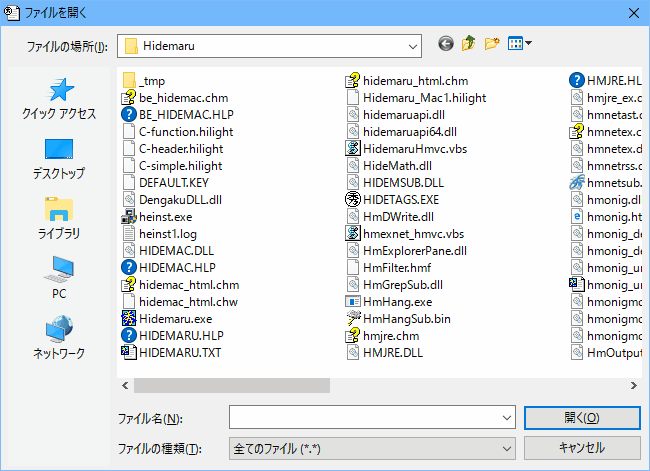 ファイルを開く
ファイルの場所(I):
Hidemaru
クイック アクセス
デスクトップ
ライブラリ
PC
ネットワーク
_tmp
be_hidemac.chm
BE_HIDEMAC.HLP
C-function.hilight
C-header.hilight
C-simple.hilight
DEFAULT.KEY
DengakuDLL.dll
heinst.exe
heinst1.log
HIDEMAC.DLL
HIDEMAC.HLP
hidemac_html.chm
hidemac_html.chw
Hidemaru.exe
HIDEMARU.HLP
HIDEMARU.TXT
hidemaru_html.chm
Hidemaru_Mac1.hilight
hidemaruapi.dll
hidemaruapi64.dll
HidemaruHmvc.vbs
HideMath.dll
HIDEMSUB.DLL
HIDETAGS.EXE
HmDWrite.dll
hmexnet_hmvc.vbs
HmExplorerPane.dll
HmFilter.hmf
HmGrepSub.dll
HmHang.exe
HmHangSub.bin
hmjre.chm
HMJRE.DLL
HMJRE.HL
hmjre_ex.c
hmnetast.d
hmnetex.c
hmnetex.d
hmnetrss.d
hmnetsub.
hmonig.dl
hmonig.ht
hmonig_de
hmonig_de
hmonig_ur
hmonig_ur
hmonigmo
hmonigmo
HmOutpu
ファイル名(N):
開く(O)
ファイルの種類(T):
全てのファイル (*.*)
キャンセル